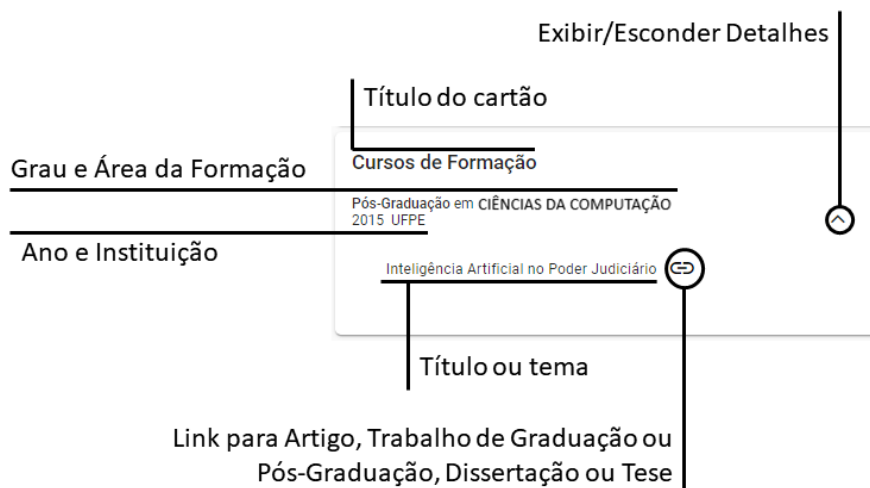 Exibir/Esconder Detalhes
Título do cartão
Cursos de Formação
Grau e Área da Formação
Pós-Graduação em CIÊNCIAS DA COMPUTAÇÃO
2015 UFPE
Ano e Instituição
Inteligência Artificial no Poder Judiciário
Título ou tema
Link para Artigo, Trabalho de Graduação ou
Pós-Graduação, Dissertação ou Tese